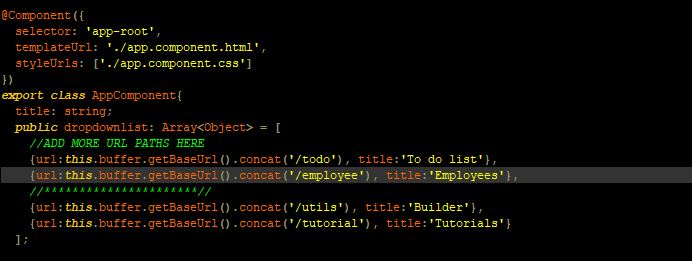 @Component({
  selector: 'app-root',
  templateUrl: './app.component.html',
  styleUrls: ['./app.component.css']
})
export class AppComponent{
  title: string;
  public dropdownlist: Array<Object> = [
    //ADD MORE URL PATHS HERE
    {url:this.buffer.getBaseUrl().concat('/todo'), title:'To do list'},
    {url:this.buffer.getBaseUrl().concat('/employee'), title:'Employees'},
    //**********************//
    {url:this.buffer.getBaseUrl().concat('/utils'), title:'Builder'},
    {url:this.buffer.getBaseUrl().concat('/tutorial'), title:'Tutorials'}
  ];